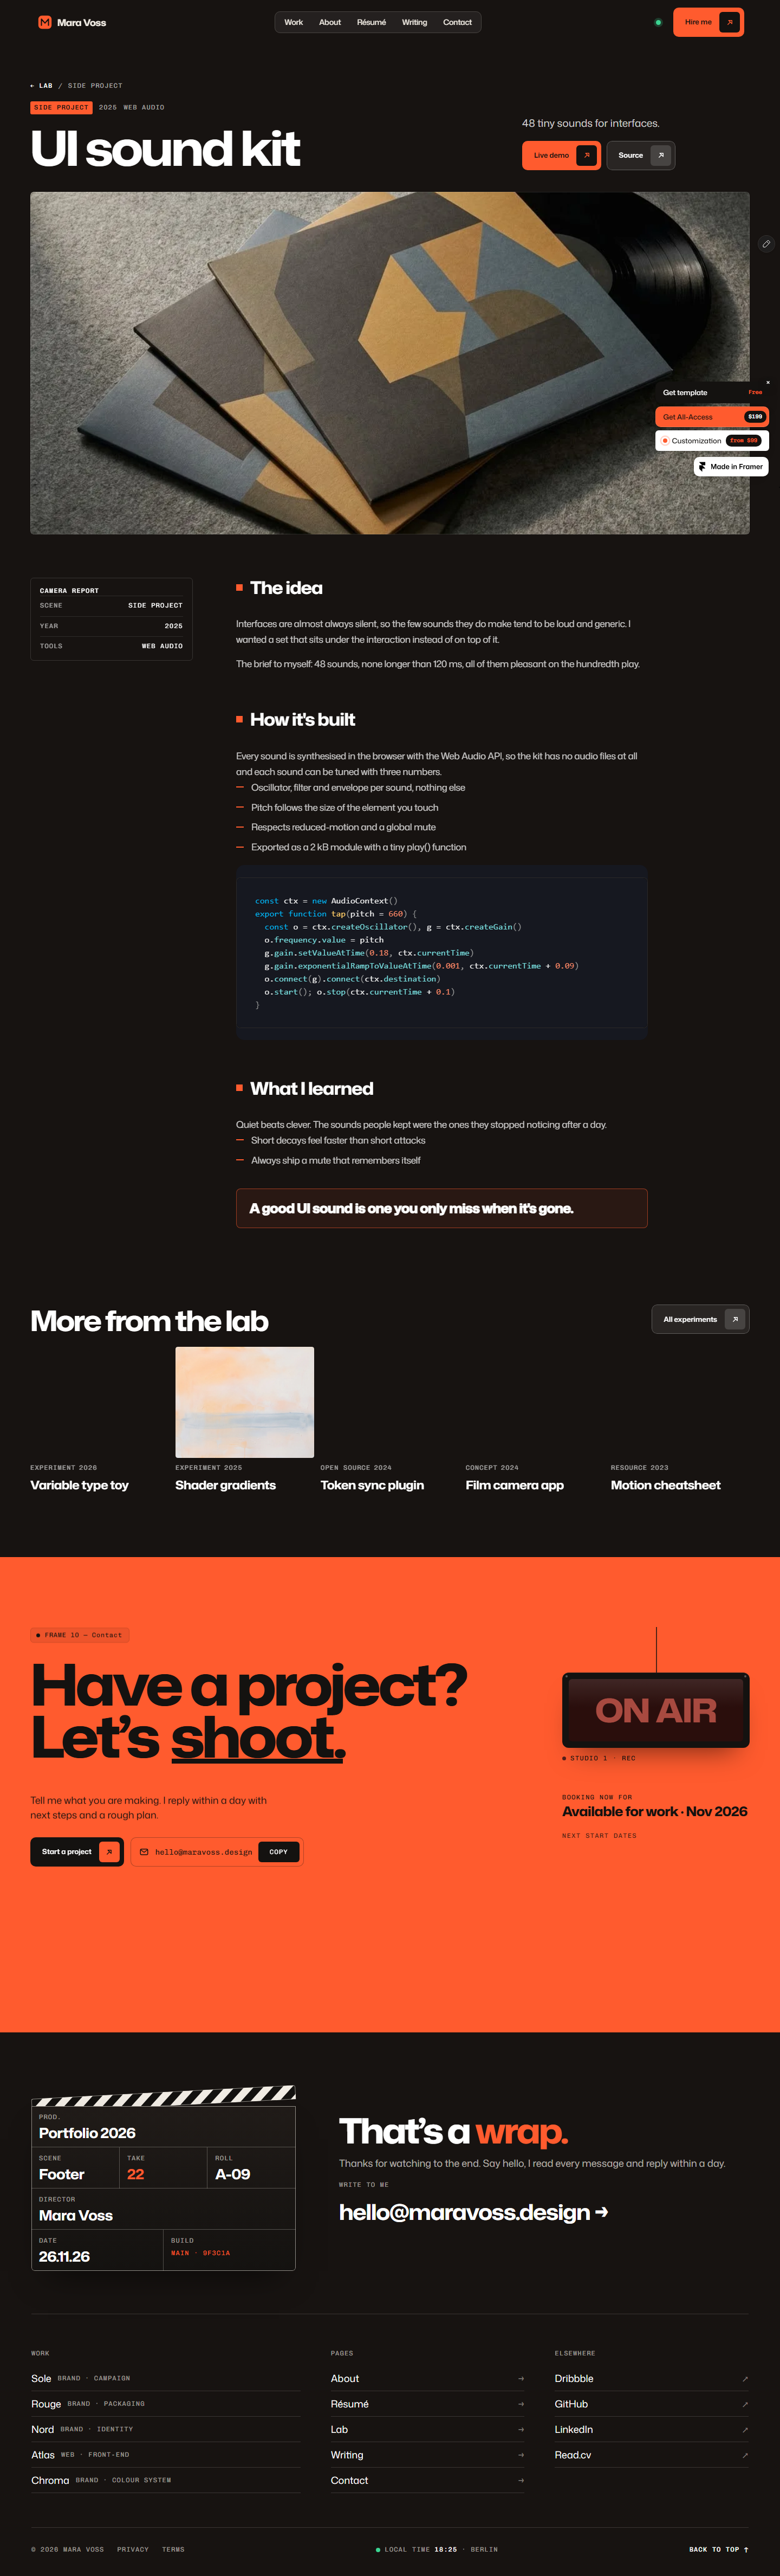 M Mara Voss
Work About Résumé Writing Contact
Hire me
← LAB / SIDE PROJECT
SIDE PROJECT 2025 WEB AUDIO
UI sound kit
48 tiny sounds for interfaces.
Live demo
Source
Get template Free
Get All-Access $199
Customization from $99
Made in Framer
CAMERA REPORT
SCENE SIDE PROJECT
YEAR 2025
TOOLS WEB AUDIO
The idea
Interfaces are almost always silent, so the few sounds they do make tend to be loud and generic. I
wanted a set that sits under the interaction instead of on top of it.
The brief to myself: 48 sounds, none longer than 120 ms, all of them pleasant on the hundredth play.
How it's built
Every sound is synthesised in the browser with the Web Audio API, so the kit has no audio files at all
and each sound can be tuned with three numbers.
Oscillator, filter and envelope per sound, nothing else
Pitch follows the size of the element you touch
Respects reduced-motion and a global mute
Exported as a 2 kB module with a tiny play() function
const ctx = new AudioContext()
export function tap(pitch = 660) {
const o = ctx.createOscillator(), g = ctx.createGain()
o.frequency.value = pitch
g.gain.setValueAtTime(0.18, ctx.currentTime)
g.gain.exponentialRampToValueAtTime(0.001, ctx.currentTime + 0.09)
o.connect(g).connect(ctx.destination)
o.start(); o.stop(ctx.currentTime + 0.1)
}
What I learned
Quiet beats clever. The sounds people kept were the ones they stopped noticing after a day.
Short decays feel faster than short attacks
Always ship a mute that remembers itself
A good UI sound is one you only miss when it's gone.
More from the lab
All experiments
EXPERIMENT 2026
Variable type toy
EXPERIMENT 2025
Shader gradients
OPEN SOURCE 2024
Token sync plugin
CONCEPT 2024
Film camera app
RESOURCE 2023
Motion cheatsheet
FRAME 10 — Contact
Have a project?
Let's shoot.
Tell me what you are making. I reply within a day with
next steps and a rough plan.
Start a project
hello@maravoss.design COPY
ON AIR
STUDIO 1 · REC
BOOKING NOW FOR
Available for work · Nov 2026
NEXT START DATES
PROD.
Portfolio 2026
SCENE TAKE ROLL
Footer 22 A-09
DIRECTOR
Mara Voss
DATE BUILD
26.11.26 MAIN · 9F3C1A
That's a wrap.
Thanks for watching to the end. Say hello, I read every message and reply within a day.
WRITE TO ME
hello@maravoss.design →
WORK
Sole BRAND · CAMPAIGN
Rouge BRAND · PACKAGING
Nord BRAND · IDENTITY
Atlas WEB · FRONT-END
Chroma BRAND · COLOUR SYSTEM
PAGES
About →
Résumé →
Lab →
Writing →
Contact →
ELSEWHERE
Dribbble ↗
GitHub ↗
LinkedIn ↗
Read.cv ↗
© 2026 MARA VOSS PRIVACY TERMS
LOCAL TIME 18:25 · BERLIN
BACK TO TOP ↑